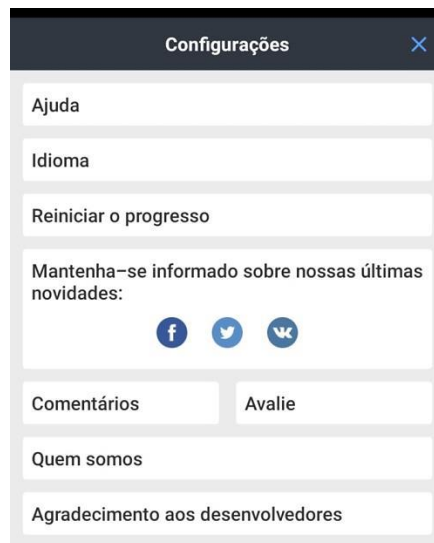 Configurações
Ajuda
Idioma
Reiniciar o progresso
Mantenha-se informado sobre nossas últimas
novidades:
Comentários
Avalie
Quem somos
Agradecimento aos desenvolvedores